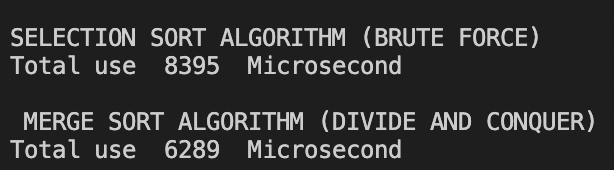 SELECTION SORT ALGORITHM (BRUTE FORCE)
Total use  8395  Microsecond
MERGE SORT ALGORITHM (DIVIDE AND CONQUER)
Total use  6289  Microsecond